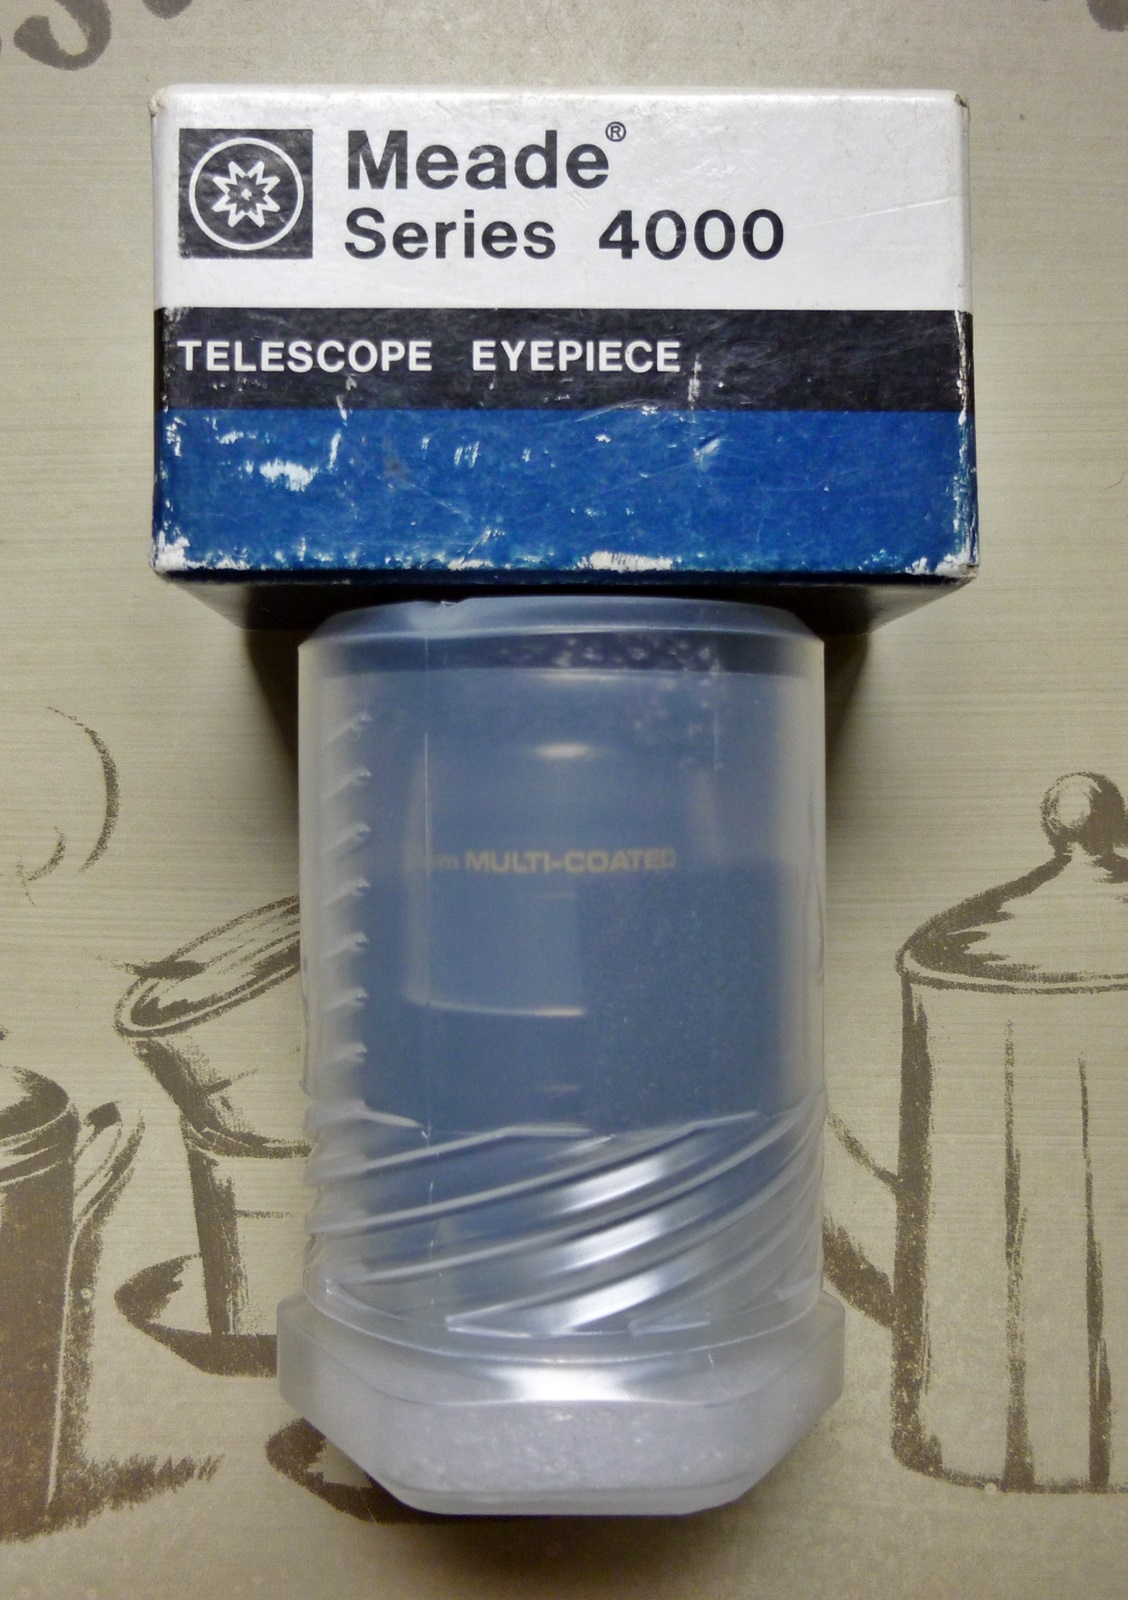 Meade®
Series 4000
TELESCOPE EYEPIECE
MULTI-COATED